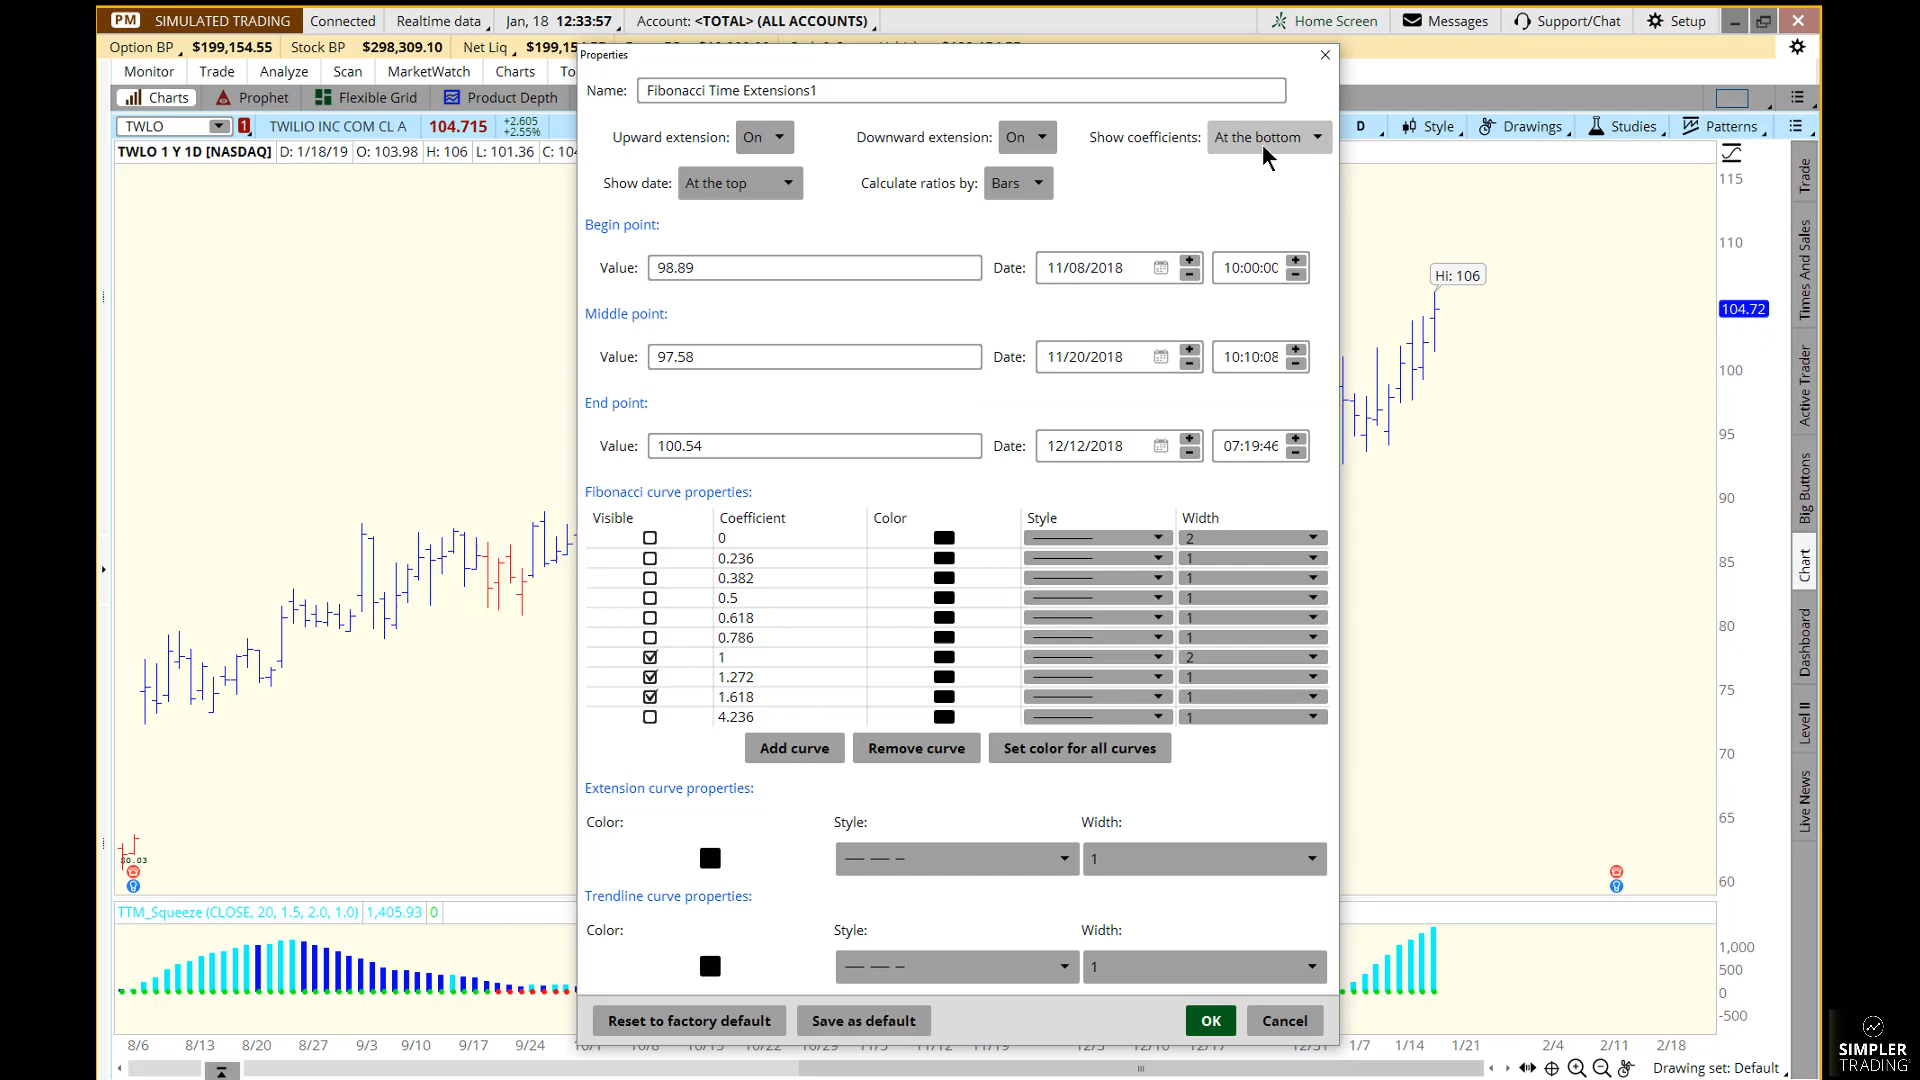 PM SIMULATED TRADING Connected Realtime data Jan, 18 12:33:57 Account: <TOTAL> (ALL ACCOUNTS) Home Screen Messages Support/Chat Setup
Option BP $199,154.55 Stock BP $298,309.10 Net Liq
Properties
Monitor Trade Analyze Scan MarketWatch Charts
Name: Fibonacci Time Extensions1
Charts Prophet Flexible Grid Product Depth
TWLO 1 TWILIO INC COM CL A 104.715 +2.605 +2.55% D Style Drawings Studies Patterns
Upward extension: On Downward extension: On Show coefficients: At the bottom
TWLO 1 Y 1D [NASDAQ] D: 1/18/19 O: 103.98 H: 106 L: 101.36
Show date: At the top Calculate ratios by: Bars
Begin point:
Value: 98.89 Date: 11/08/2018 10:00:00
Middle point:
Value: 97.58 Date: 11/20/2018 10:10:08
End point:
Value: 100.54 Date: 12/12/2018 07:19:46
Fibonacci curve properties:
Visible Coefficient Color Style Width
0 2
0.236 1
0.382 1
0.5 1
0.618 1
0.786 1
1 2
1.272 1
1.618 1
4.236 1
Add curve Remove curve Set color for all curves
Extension curve properties:
Color: Style: Width:
1
Trendline curve properties:
Color: Style: Width:
1
Reset to factory default Save as default OK Cancel
Hi: 106
115
110
104.72
100
95
90
85
80
75
70
65
60
$0.03
TTM_Squeeze (CLOSE, 20, 1.5, 2.0, 1.0) 1,405.93 0
1,000
500
0
-500
8/6 8/13 8/20 8/27 9/3 9/10 9/17 9/24 1/7 1/14 1/21 2/4 2/11 2/18
Drawing set: Default
Trade
Times And Sales
Active Trader
Big Buttons
Chart
Dashboard
Level II
Live News
SIMPLER
TRADING